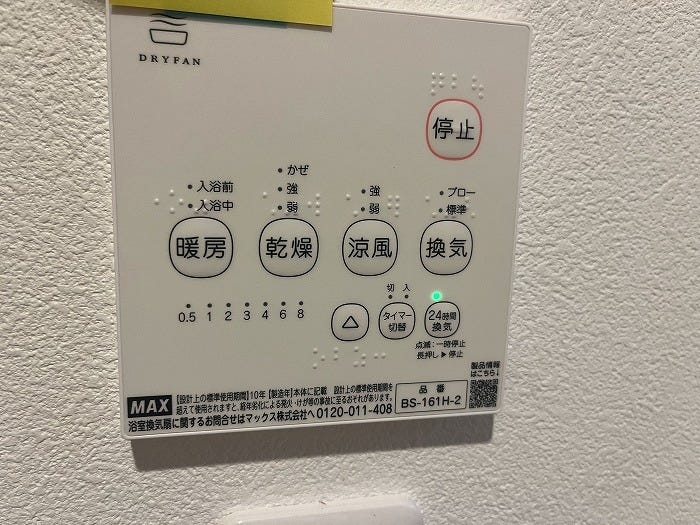 DRYFAN
停止
かぜ
入浴前 強 強 ブロー
入浴中 弱 弱 標準
暖房 乾燥 涼風 換気
切 入
0.5 1 2 3 4 6 8
△
タイマー
切替
24時間
換気
点滅:一時停止
長押し▶停止
製品情報
はこちら↓
MAX
【設計上の標準使用期間】10年 【製造年】本体に記載 設計上の標準使用期間を
超えて使用されますと、経年劣化による発火・けが等の事故に至るおそれがあります。
浴室換気扇に関するお問合せはマックス株式会社へ 0120-011-408
品番
BS-161H-2